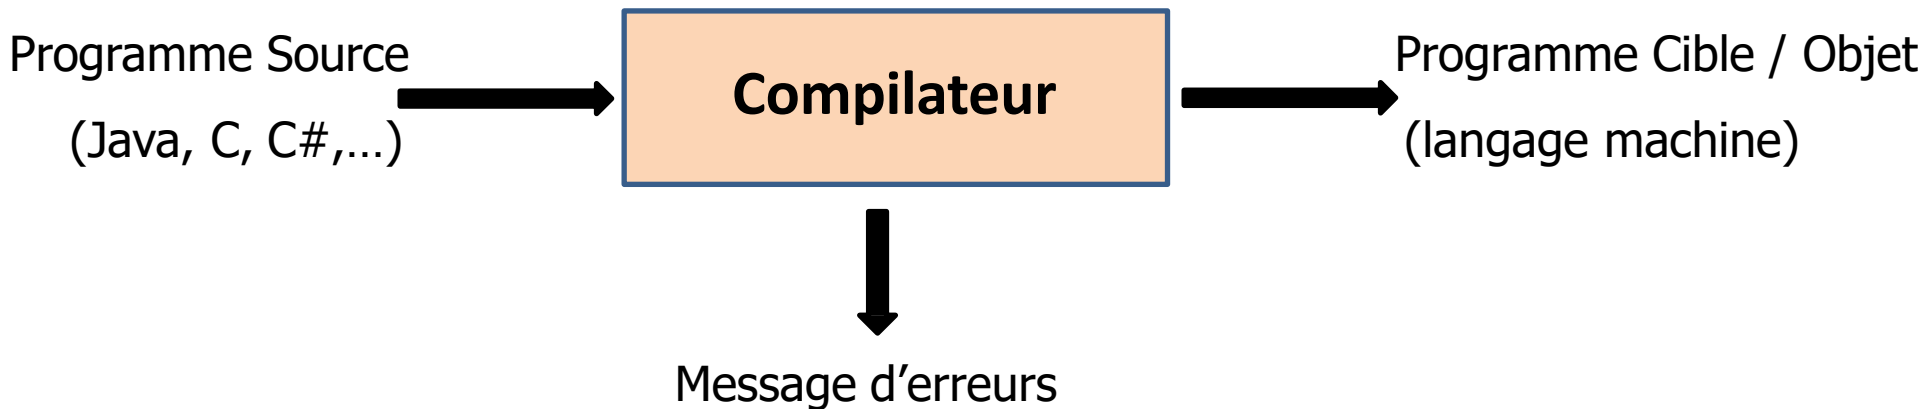 Programme Source
(Java, C, C#,...)
Compilateur
Programme Cible / Objet
(langage machine)
Message d’erreurs